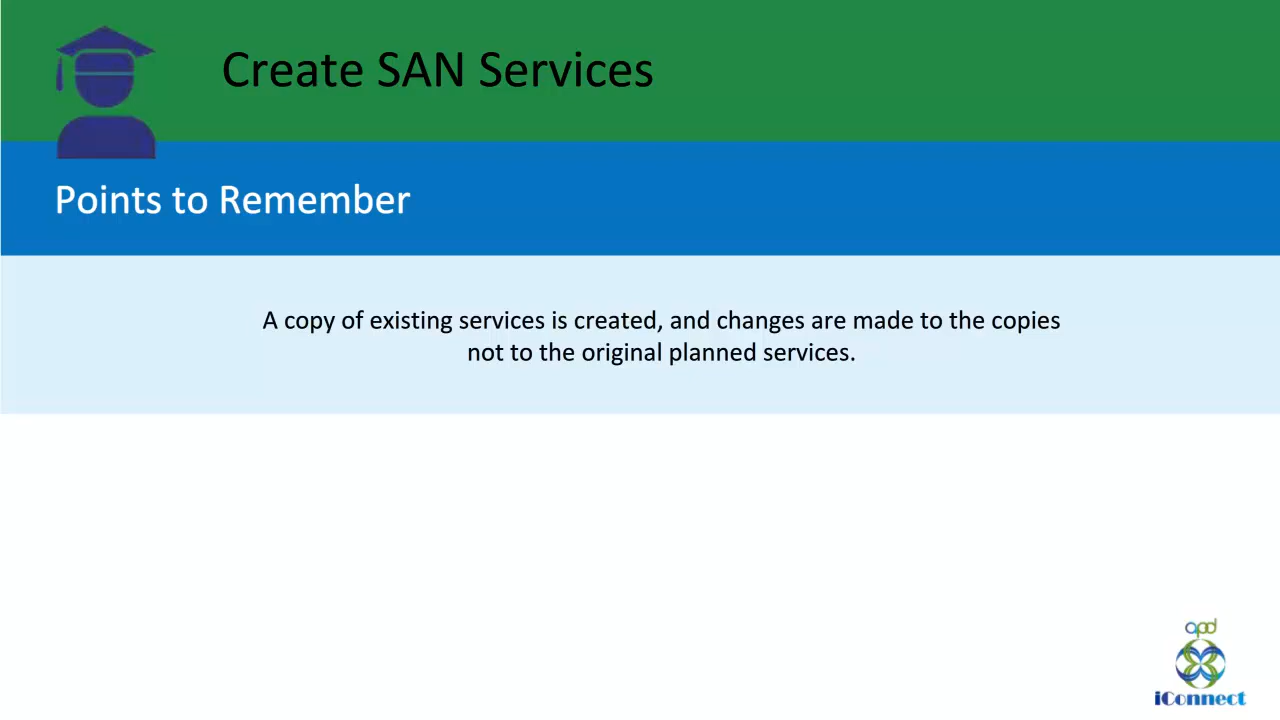 Create SAN Services
Points to Remember
A copy of existing services is created, and changes are made to the copies
not to the original planned services.
apd
iConnect